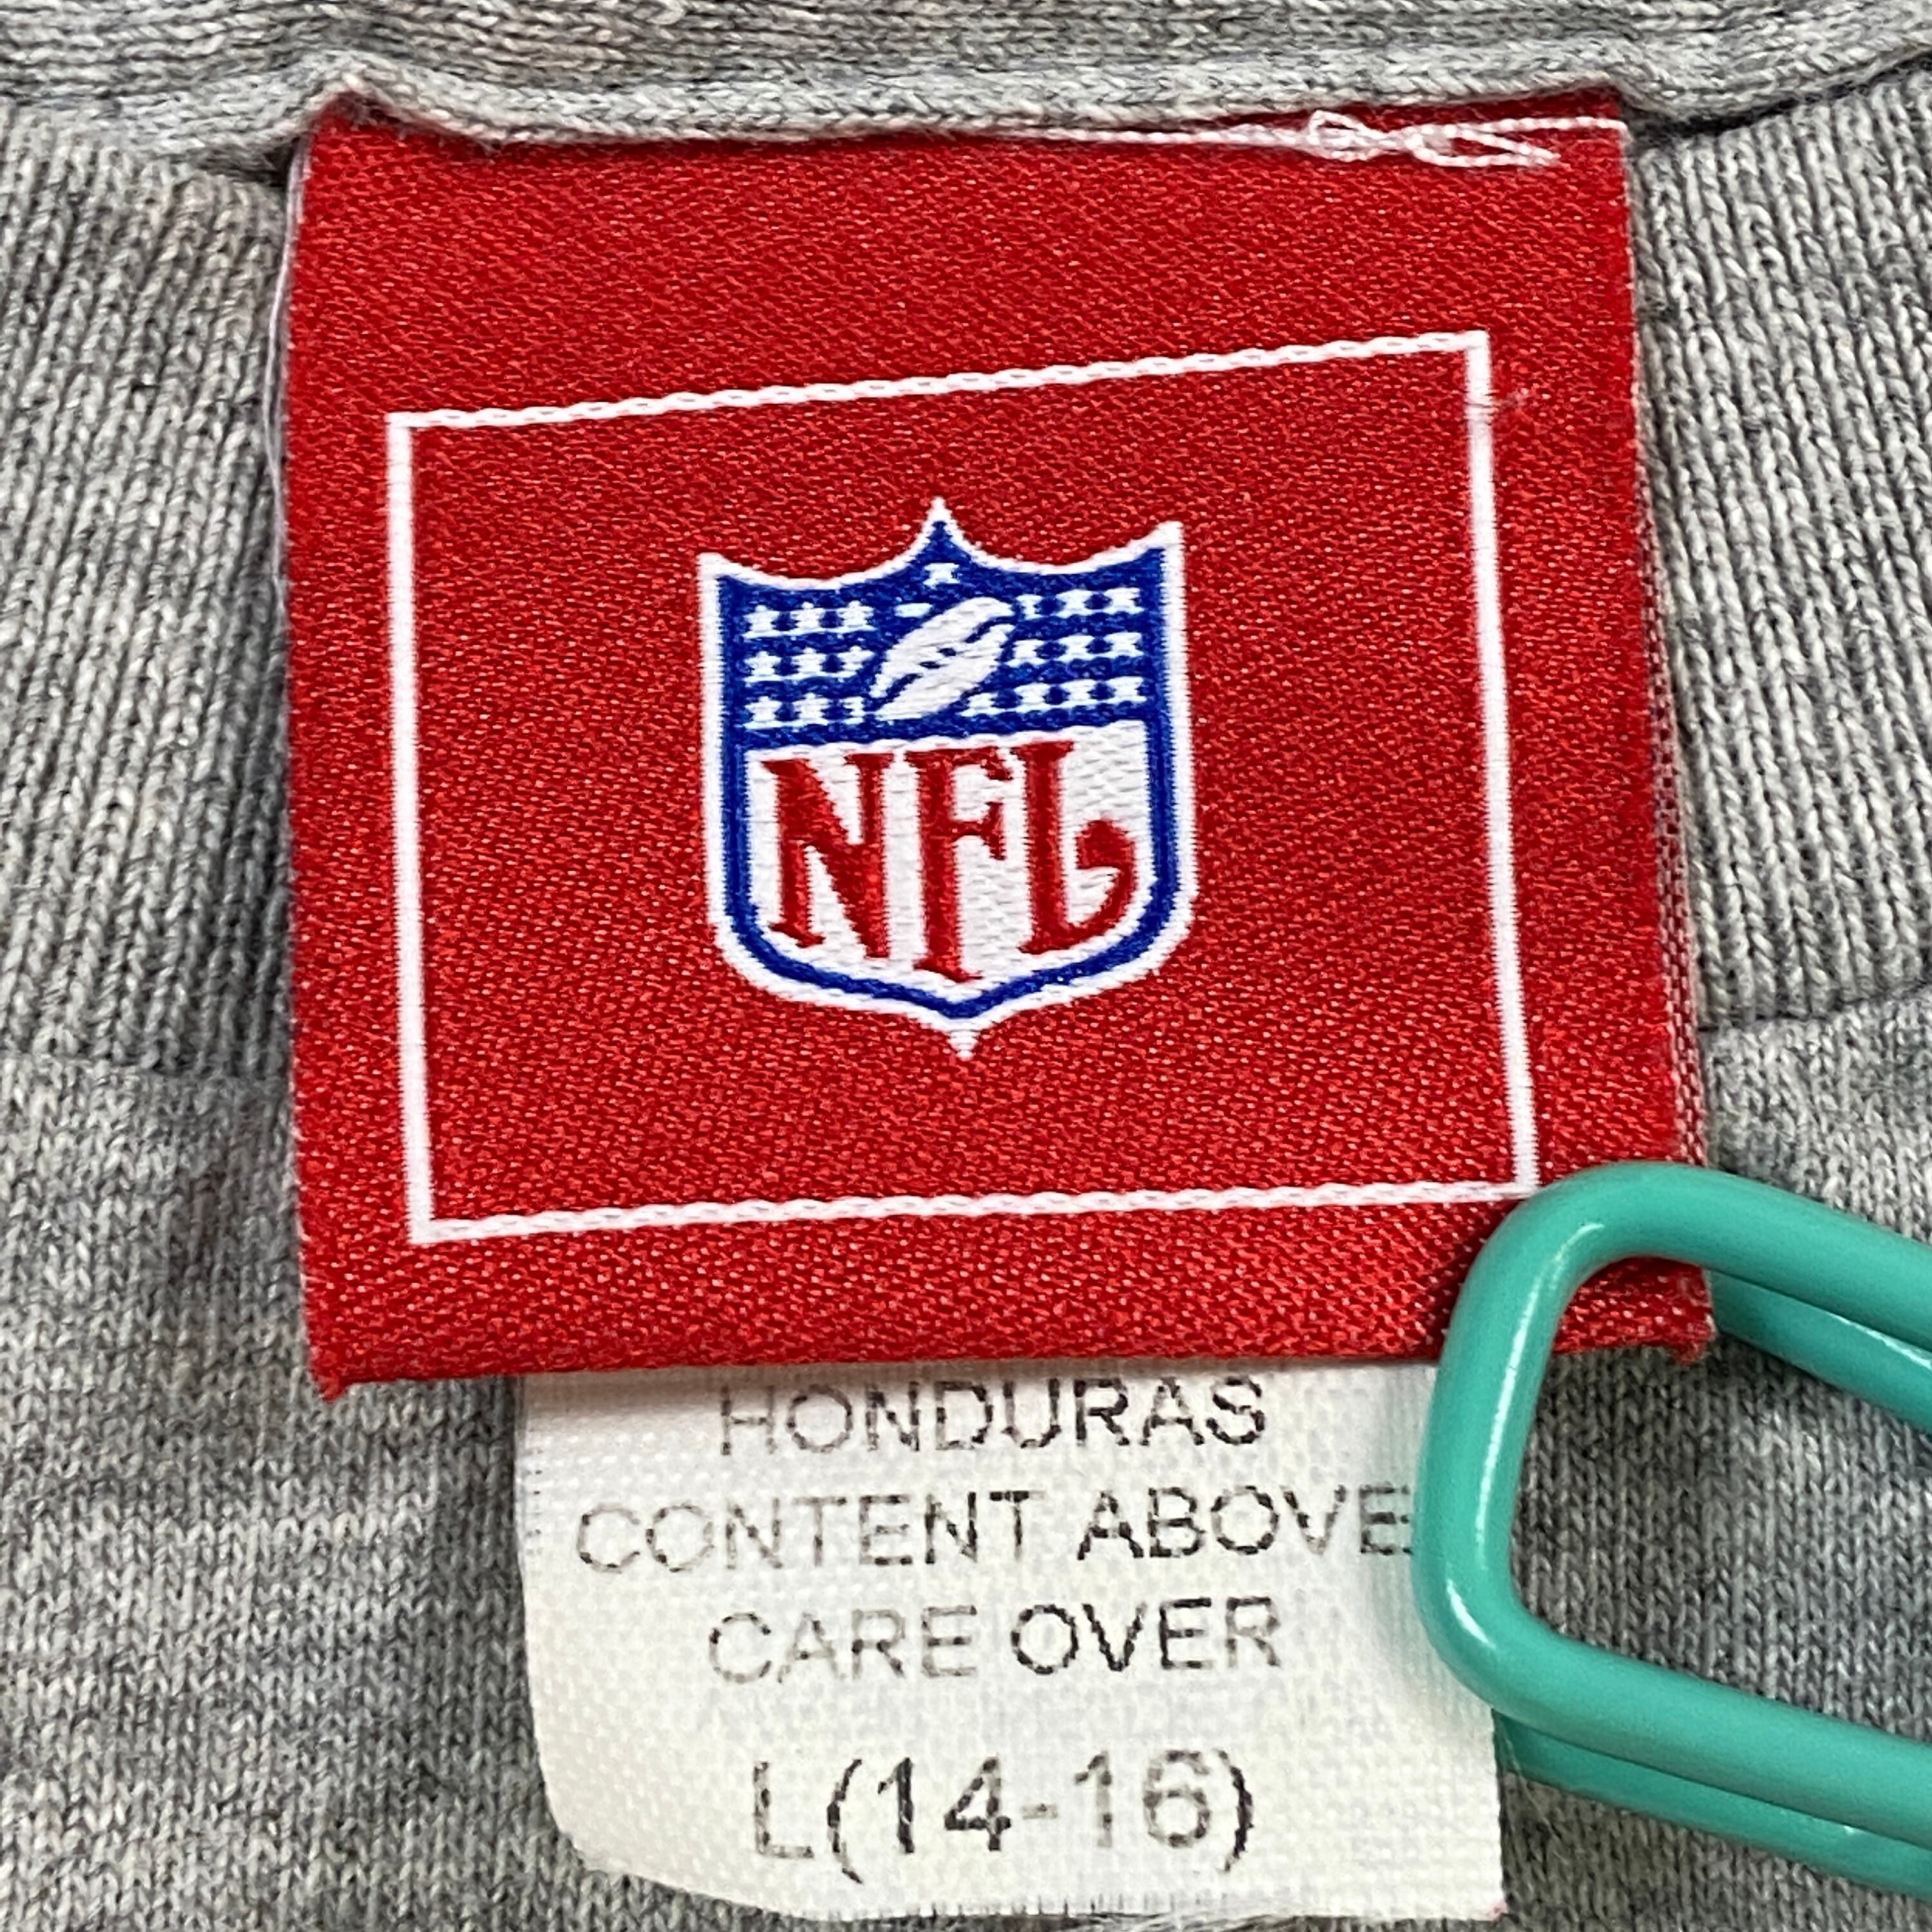 NFL
HONDURAS
CONTENT ABOVE
CARE OVER
L(14-16)